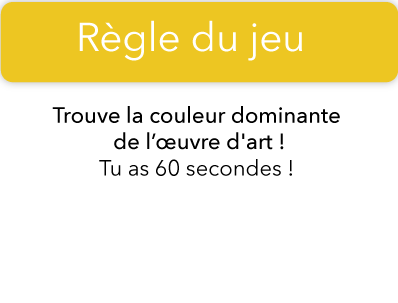 Règle du jeu
Trouve la couleur dominante
de l’œuvre d'art !
Tu as 60 secondes !